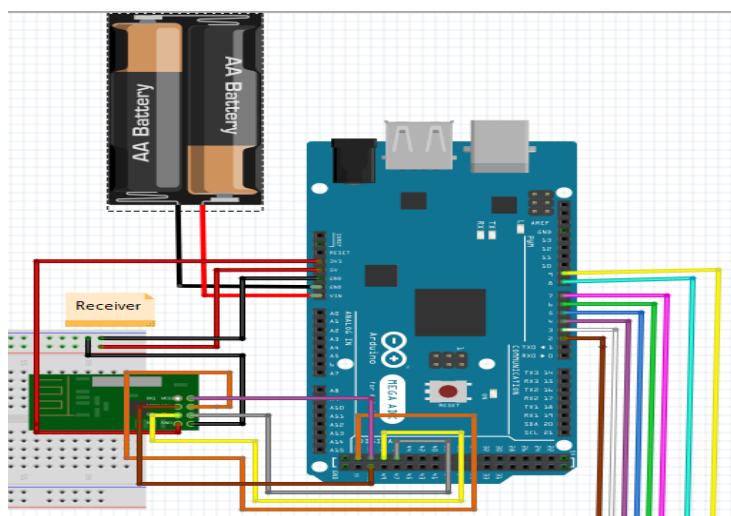 AA Battery
AA Battery
Receiver
RESET
3V3
5V
GND
GND
VIN
A0
A1
A2
A3
A4
A5
A6
A7
A8
A10
A11
A12
A13
A14
A15
ANALOG IN
Arduino
MEGA AD
RX
TX
L
PWM
AREF
GND
13
12
11
10
9
8
7
6
5
4
3
2
TX0 1
RX0 0
COMMUNICATION
TX3 14
RX3 15
TX2 16
RX2 17
TX1 18
RX1 19
SDA 20
SCL 21
RESET
ON